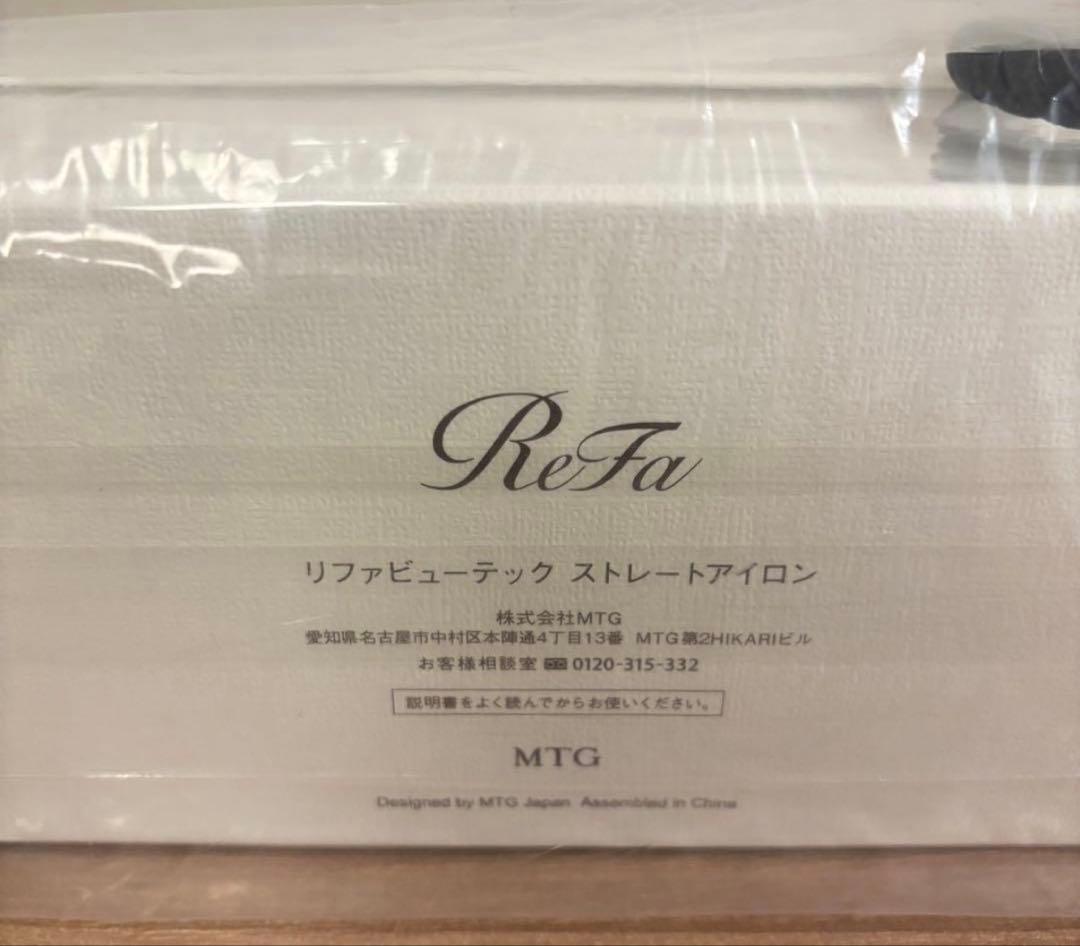 ReFa
リファビューテック ストレートアイロン
株式会社MTG
愛知県名古屋市中村区本陣通4丁目13番 MTG第2HIKARIビル
お客様相談室 0120-315-332
説明書をよく読んでからお使いください。
MTG
Designed by MTG Japan Assembled in China